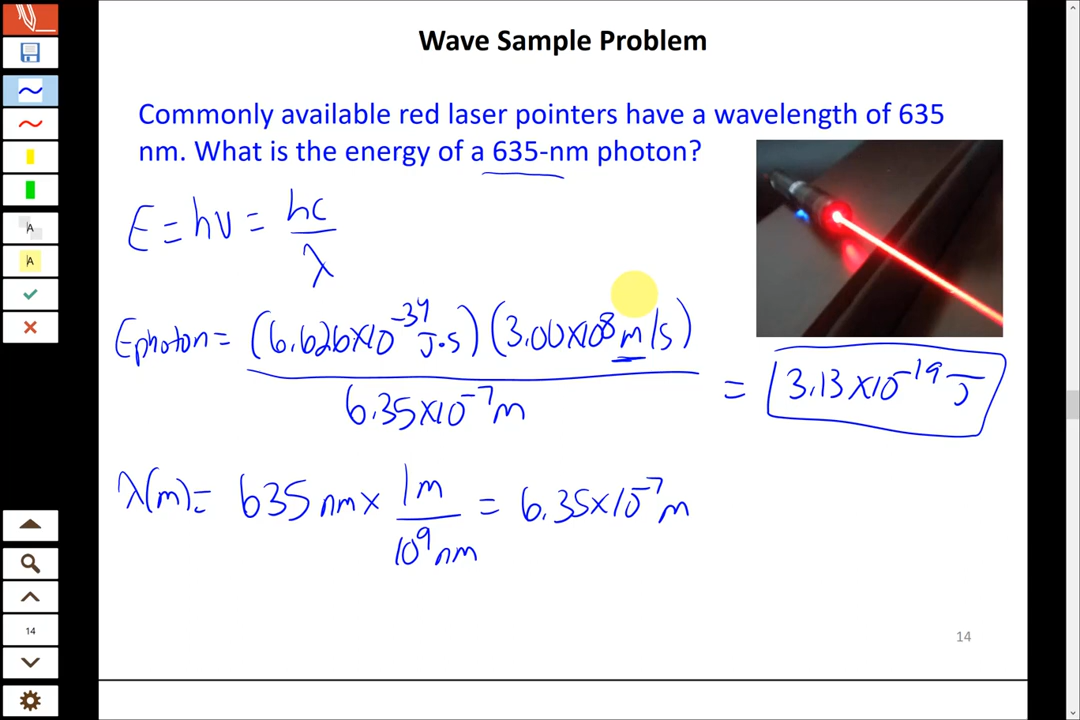 Wave Sample Problem
Commonly available red laser pointers have a wavelength of 635
nm. What is the energy of a 635-nm photon?
E = hν = hc/λ
Ephoton = (6.626×10⁻³⁴ J·s)(3.00×10⁸ m/s)
6.35×10⁻⁷ m
= 3.13×10⁻¹⁹ J
λ(m) = 635 nm × 1m/10⁹ nm = 6.35×10⁻⁷ m
14
A
A
14